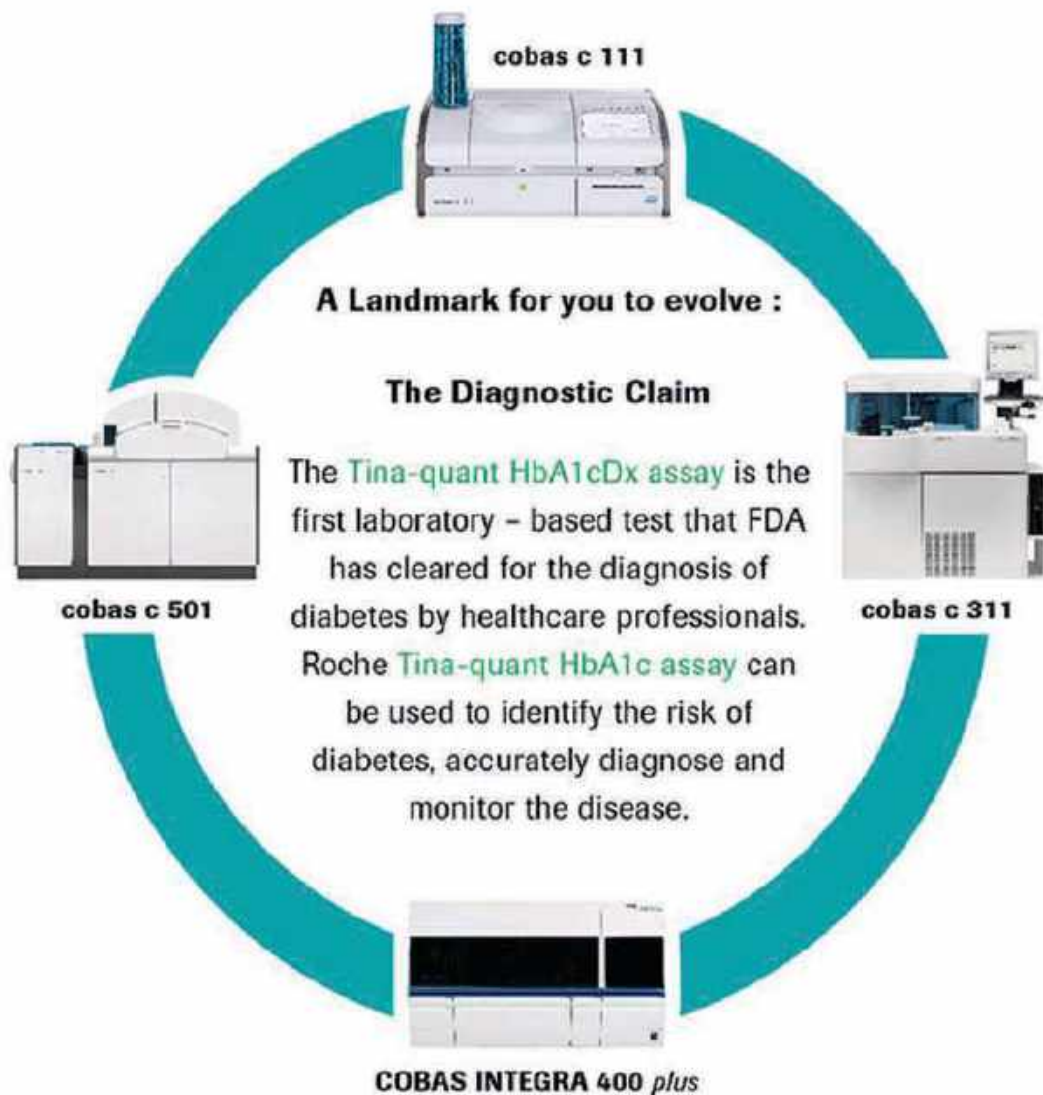 cobas c 111
A Landmark for you to evolve :
The Diagnostic Claim
The Tina-quant HbA1cDx assay is the
first laboratory – based test that FDA
has cleared for the diagnosis of
diabetes by healthcare professionals.
Roche Tina-quant HbA1c assay can
be used to identify the risk of
diabetes, accurately diagnose and
monitor the disease.
cobas c 501
cobas c 311
COBAS INTEGRA 400 plus